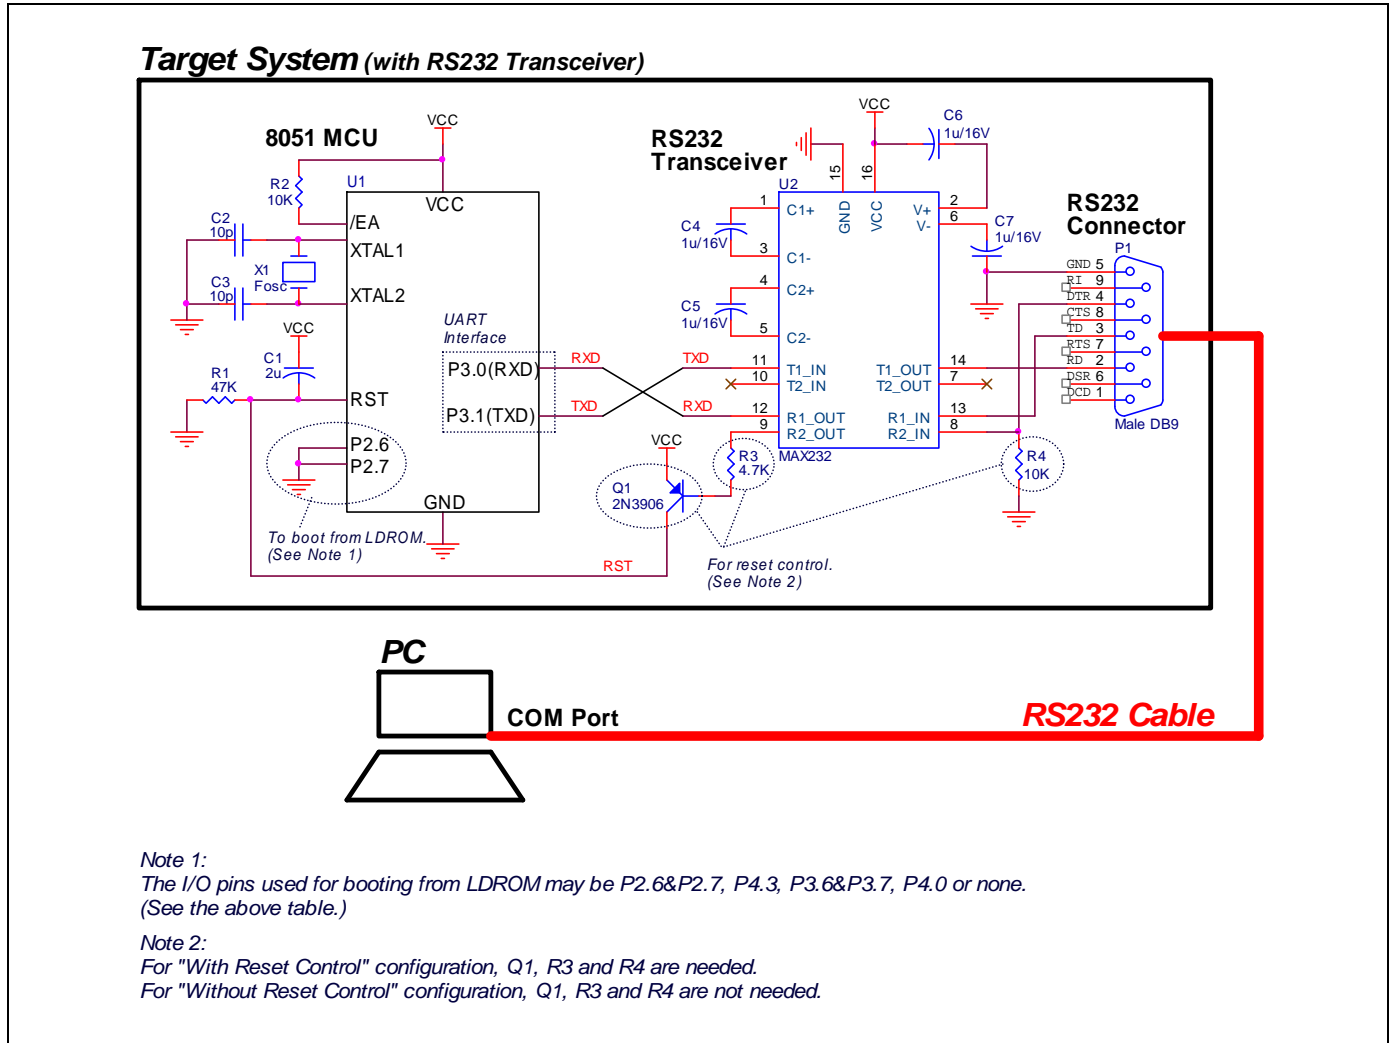 Target System (with RS232 Transceiver)
8051 MCU
VCC
R2
10K
U1
VCC
/EA
XTAL1
XTAL2
C2
10p
C3
10p
X1
Fosc
VCC
C1
2u
R1
47K
RST
P2.6
P2.7
GND
To boot from LDROM.
(See Note 1)
UART
Interface
P3.0(RXD)
P3.1(TXD)
RXD
TXD
TXD
RXD
RST
RS232
Transceiver
U2
VCC
C6
1u/16V
15
16
GND
VCC
1
C1+
C4
1u/16V
3
C1-
4
C2+
C5
1u/16V
5
C2-
11
T1_IN
10
T2_IN
12
R1_OUT
9
R2_OUT
MAX232
V+
2
V-
6
C7
1u/16V
T1_OUT
14
T2_OUT
7
R1_IN
13
R2_IN
8
VCC
Q1
2N3906
R3
4.7K
R4
10K
For reset control.
(See Note 2)
RS232
Connector
P1
GND 5
RI 9
DTR 4
CTS 8
TD 3
RTS 7
RD 2
DSR 6
DCD 1
Male DB9
PC
COM Port
RS232 Cable
Note 1:
The I/O pins used for booting from LDROM may be P2.6&P2.7, P4.3, P3.6&P3.7, P4.0 or none.
(See the above table.)
Note 2:
For "With Reset Control" configuration, Q1, R3 and R4 are needed.
For "Without Reset Control" configuration, Q1, R3 and R4 are not needed.